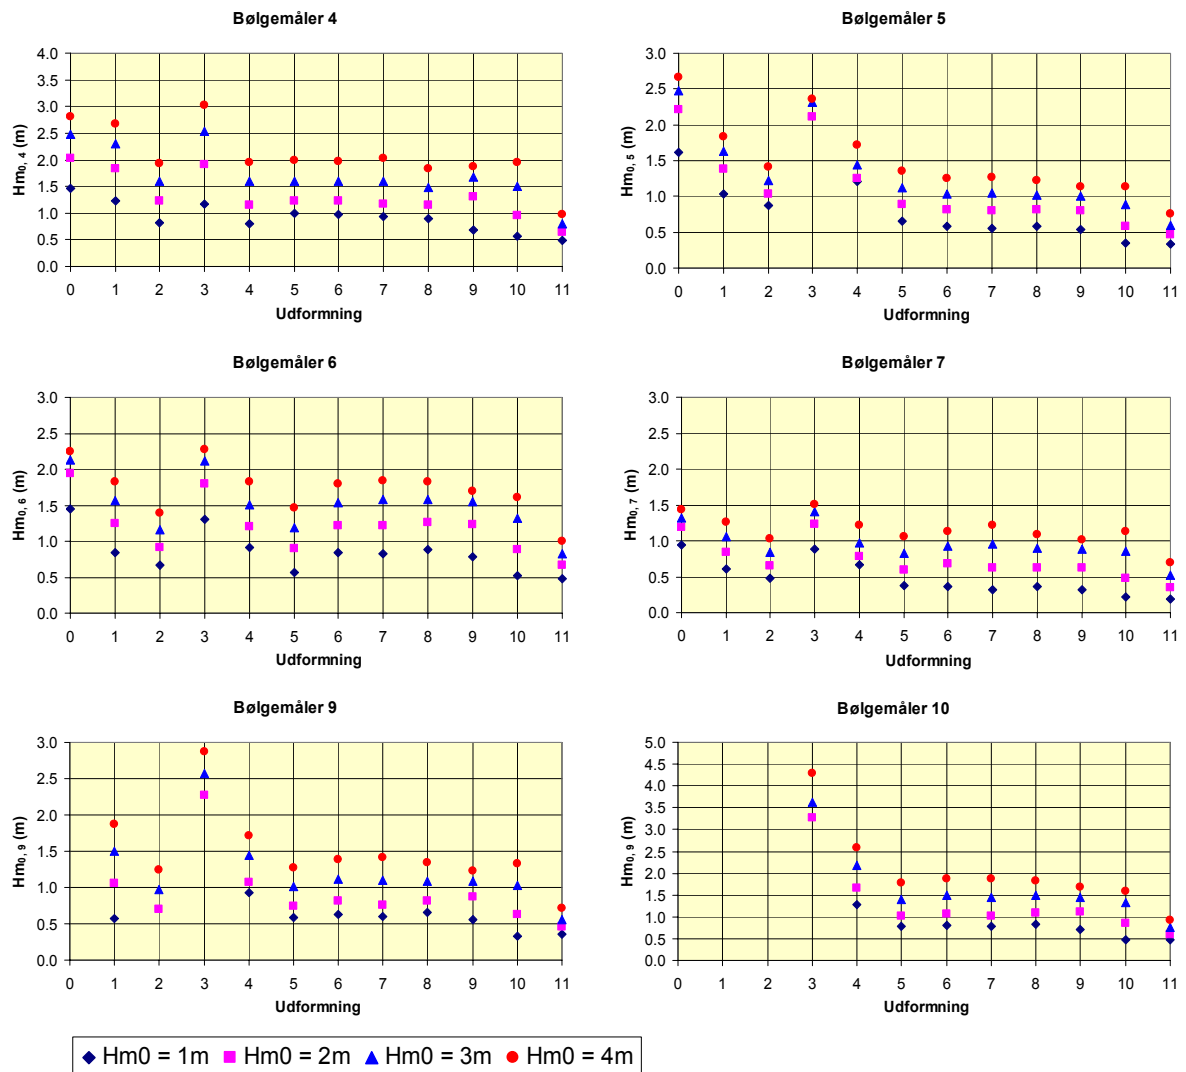 Bølgemåler 4
Hm0, 4 (m)
4.0
3.5
3.0
2.5
2.0
1.5
1.0
0.5
0.0
0 1 2 3 4 5 6 7 8 9 10 11
Udformning
Bølgemåler 5
Hm0, 5 (m)
3.0
2.5
2.0
1.5
1.0
0.5
0.0
0 1 2 3 4 5 6 7 8 9 10 11
Udformning
Bølgemåler 6
Hm0, 6 (m)
3.0
2.5
2.0
1.5
1.0
0.5
0.0
0 1 2 3 4 5 6 7 8 9 10 11
Udformning
Bølgemåler 7
Hm0, 7 (m)
3.0
2.5
2.0
1.5
1.0
0.5
0.0
0 1 2 3 4 5 6 7 8 9 10 11
Udformning
Bølgemåler 9
Hm0, 9 (m)
3.0
2.5
2.0
1.5
1.0
0.5
0.0
0 1 2 3 4 5 6 7 8 9 10 11
Udformning
Bølgemåler 10
Hm0, 9 (m)
5.0
4.5
4.0
3.5
3.0
2.5
2.0
1.5
1.0
0.5
0.0
0 1 2 3 4 5 6 7 8 9 10 11
Udformning
Hm0 = 1m Hm0 = 2m Hm0 = 3m Hm0 = 4m